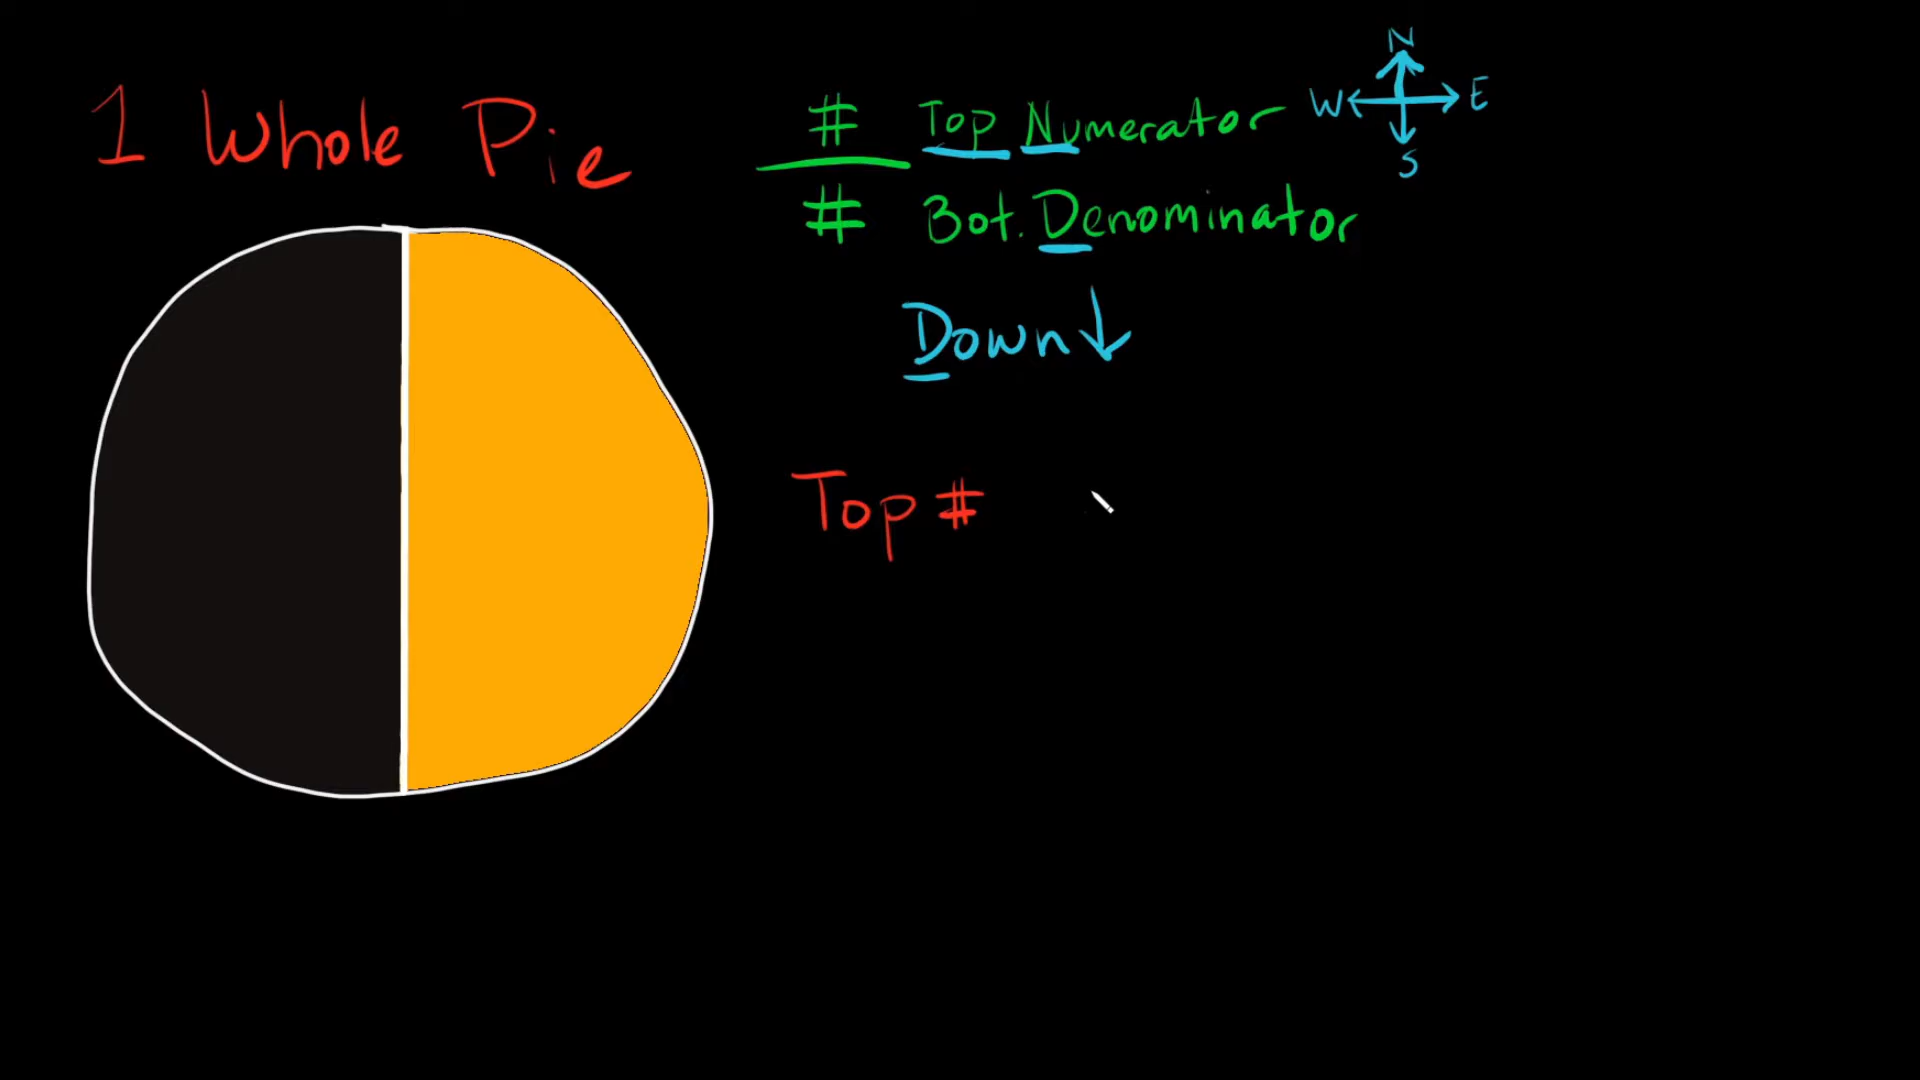 1 Whole Pie
# Top Numerator
# Bot. Denominator
N
W E
S
Down ↓
Top #